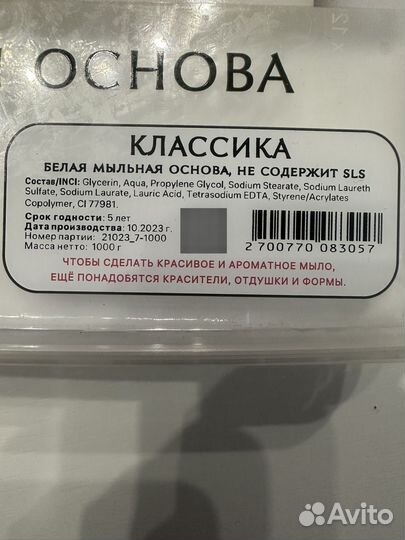 ОСНОВА
КЛАССИКА
БЕЛАЯ МЫЛЬНАЯ ОСНОВА, НЕ СОДЕРЖИТ SLS
Состав/INCI: Glycerin, Aqua, Propylene Glycol, Sodium Stearate, Sodium Laureth
Sulfate, Sodium Laurate, Lauric Acid, Tetrasodium EDTA, Styrene/Acrylates
Copolymer, CI 77981.
Срок годности: 5 лет
Дата производства: 10.2023 г.
Номер партии: 21023_7-1000
Масса нетто: 1000 г
2 700770 083057
ЧТОБЫ СДЕЛАТЬ КРАСИВОЕ И АРОМАТНОЕ МЫЛО,
ЕЩЁ ПОНАДОБЯТСЯ КРАСИТЕЛИ, ОТДУШКИ И ФОРМЫ.
Avito